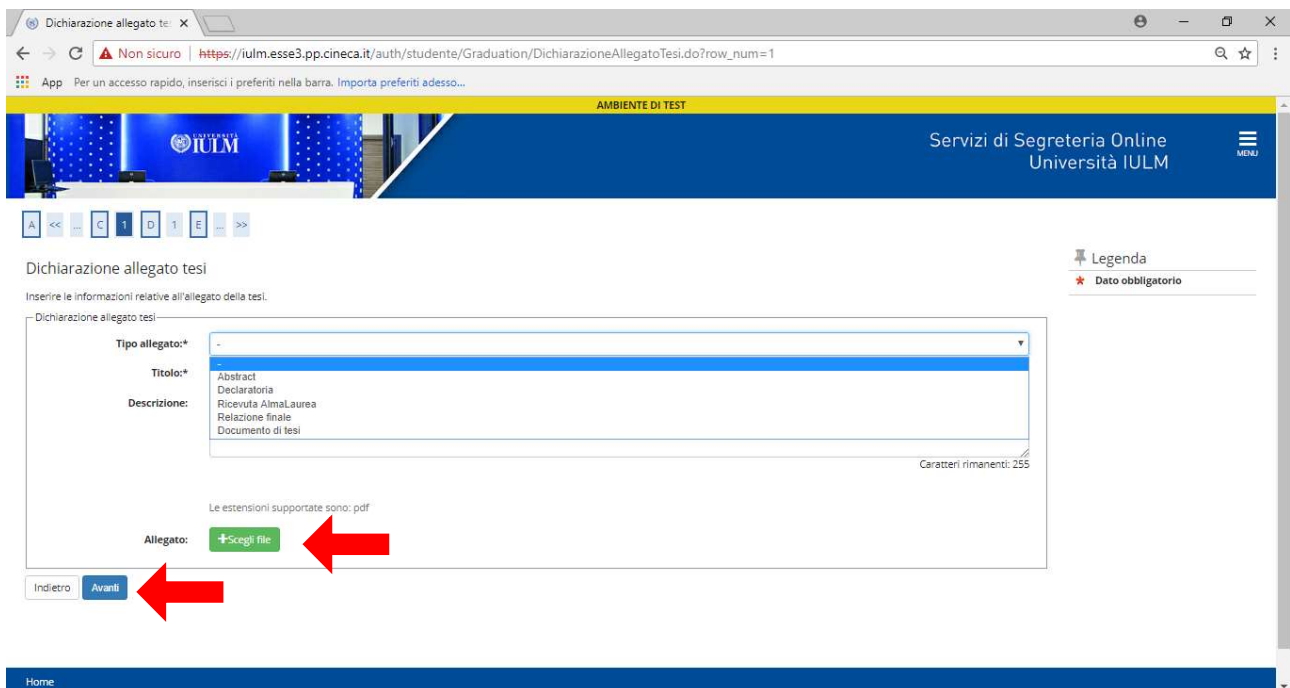 Dichiarazione allegato te
Non sicuro | https://iulm.esse3.pp.cineca.it/auth/studente/Graduation/DichiarazioneAllegatoTesi.do?row_num=1
App Per un accesso rapido, inserisci i preferiti nella barra. Importa preferiti adesso...
AMBIENTE DI TEST
UNIVERSITÀ
IULM
Servizi di Segreteria Online
Università IULM
MENU
A << ... C 1 D 1 E ... >>
Dichiarazione allegato tesi
Inserire le informazioni relative all'allegato della tesi.
Dichiarazione allegato tesi
Tipo allegato:* -
Titolo:*
Descrizione:
-
Abstract
Declaratoria
Ricevuta AlmaLaurea
Relazione finale
Documento di tesi
Caratteri rimanenti: 255
Le estensioni supportate sono: pdf
Allegato: +Scegli file
Indietro Avanti
Legenda
* Dato obbligatorio
Home